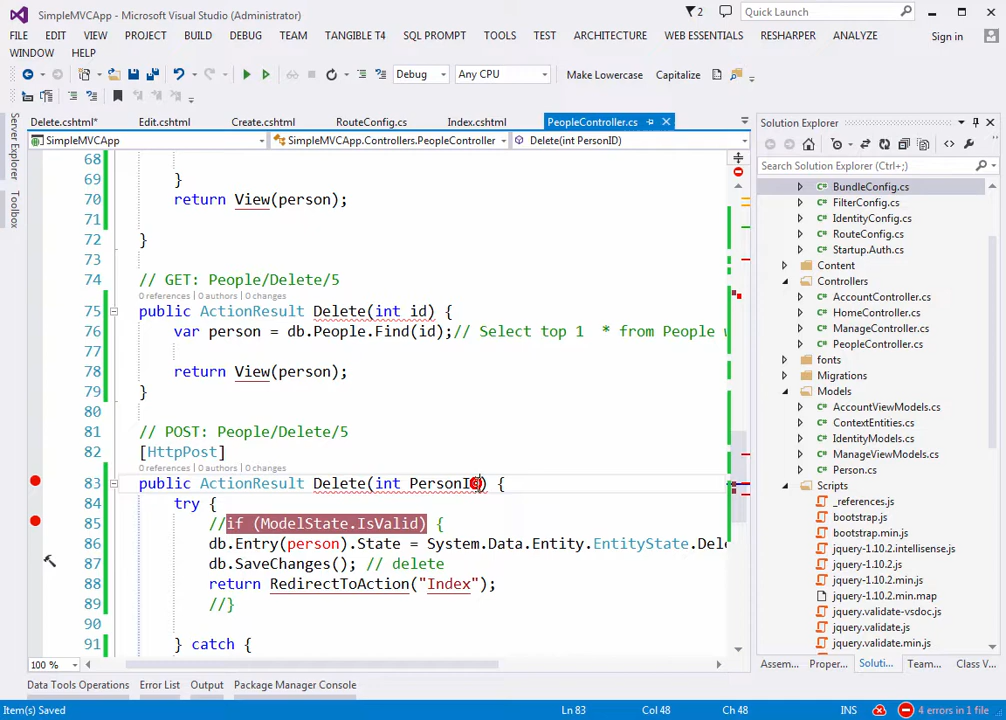 SimpleMVCApp - Microsoft Visual Studio (Administrator)
2
Quick Launch (Ctrl+Q)
FILE EDIT VIEW PROJECT BUILD DEBUG TEAM TANGIBLE T4 SQL PROMPT TOOLS TEST ARCHITECTURE WEB ESSENTIALS RESHARPER ANALYZE
Sign in
WINDOW HELP
Debug Any CPU Make Lowercase Capitalize
Delete.cshtml* Edit.cshtml Create.cshtml RouteConfig.cs Index.cshtml PeopleController.cs
SimpleMVCApp SimpleMVCApp.Controllers.PeopleController Delete(int PersonID)
Server Explorer
Toolbox
68
69 }
70 return View(person);
71
72 }
73
74 // GET: People/Delete/5
0 references | 0 authors | 0 changes
75 public ActionResult Delete(int id) {
76 var person = db.People.Find(id);// Select top 1 * from People w
77
78 return View(person);
79 }
80
81 // POST: People/Delete/5
82 [HttpPost]
0 references | 0 authors | 0 changes
83 public ActionResult Delete(int PersonID) {
84 try {
85 //if (ModelState.IsValid) {
86 db.Entry(person).State = System.Data.Entity.EntityState.Del
87 db.SaveChanges(); // delete
88 return RedirectToAction("Index");
89 //}
90
91 } catch {
100 %
Solution Explorer
Search Solution Explorer (Ctrl+;)
BundleConfig.cs
FilterConfig.cs
IdentityConfig.cs
RouteConfig.cs
Startup.Auth.cs
Content
Controllers
AccountController.cs
HomeController.cs
ManageController.cs
PeopleController.cs
fonts
Migrations
Models
AccountViewModels.cs
ContextEntities.cs
IdentityModels.cs
ManageViewModels.cs
Person.cs
Scripts
_references.js
bootstrap.js
bootstrap.min.js
jquery-1.10.2.intellisense.js
jquery-1.10.2.js
jquery-1.10.2.min.js
jquery-1.10.2.min.map
jquery.validate-vsdoc.js
jquery.validate.js
jquery.validate.min.js
Assem... Proper... Soluti... Team... Class V...
Data Tools Operations Error List Output Package Manager Console
Item(s) Saved Ln 83 Col 48 Ch 48 INS 4 errors in 1 file